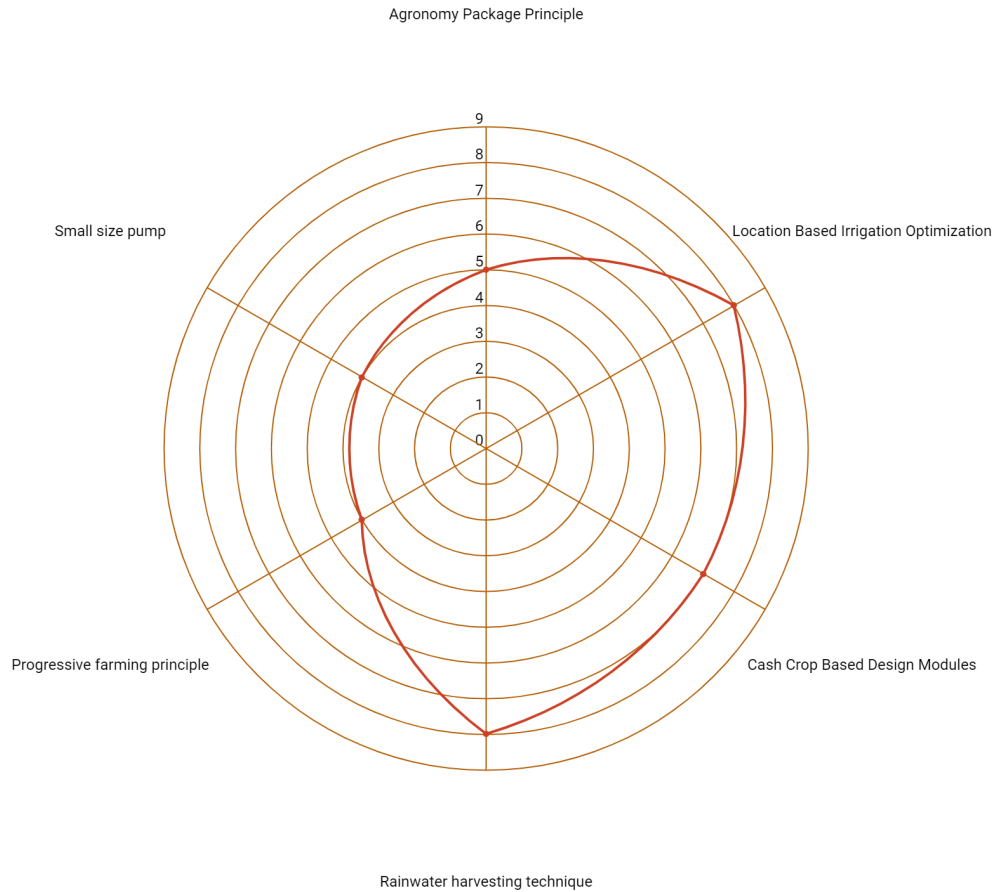 Agronomy Package Principle
9
8
7
6
5
4
3
2
1
0
Small size pump
Location Based Irrigation Optimization
Progressive farming principle
Cash Crop Based Design Modules
Rainwater harvesting technique